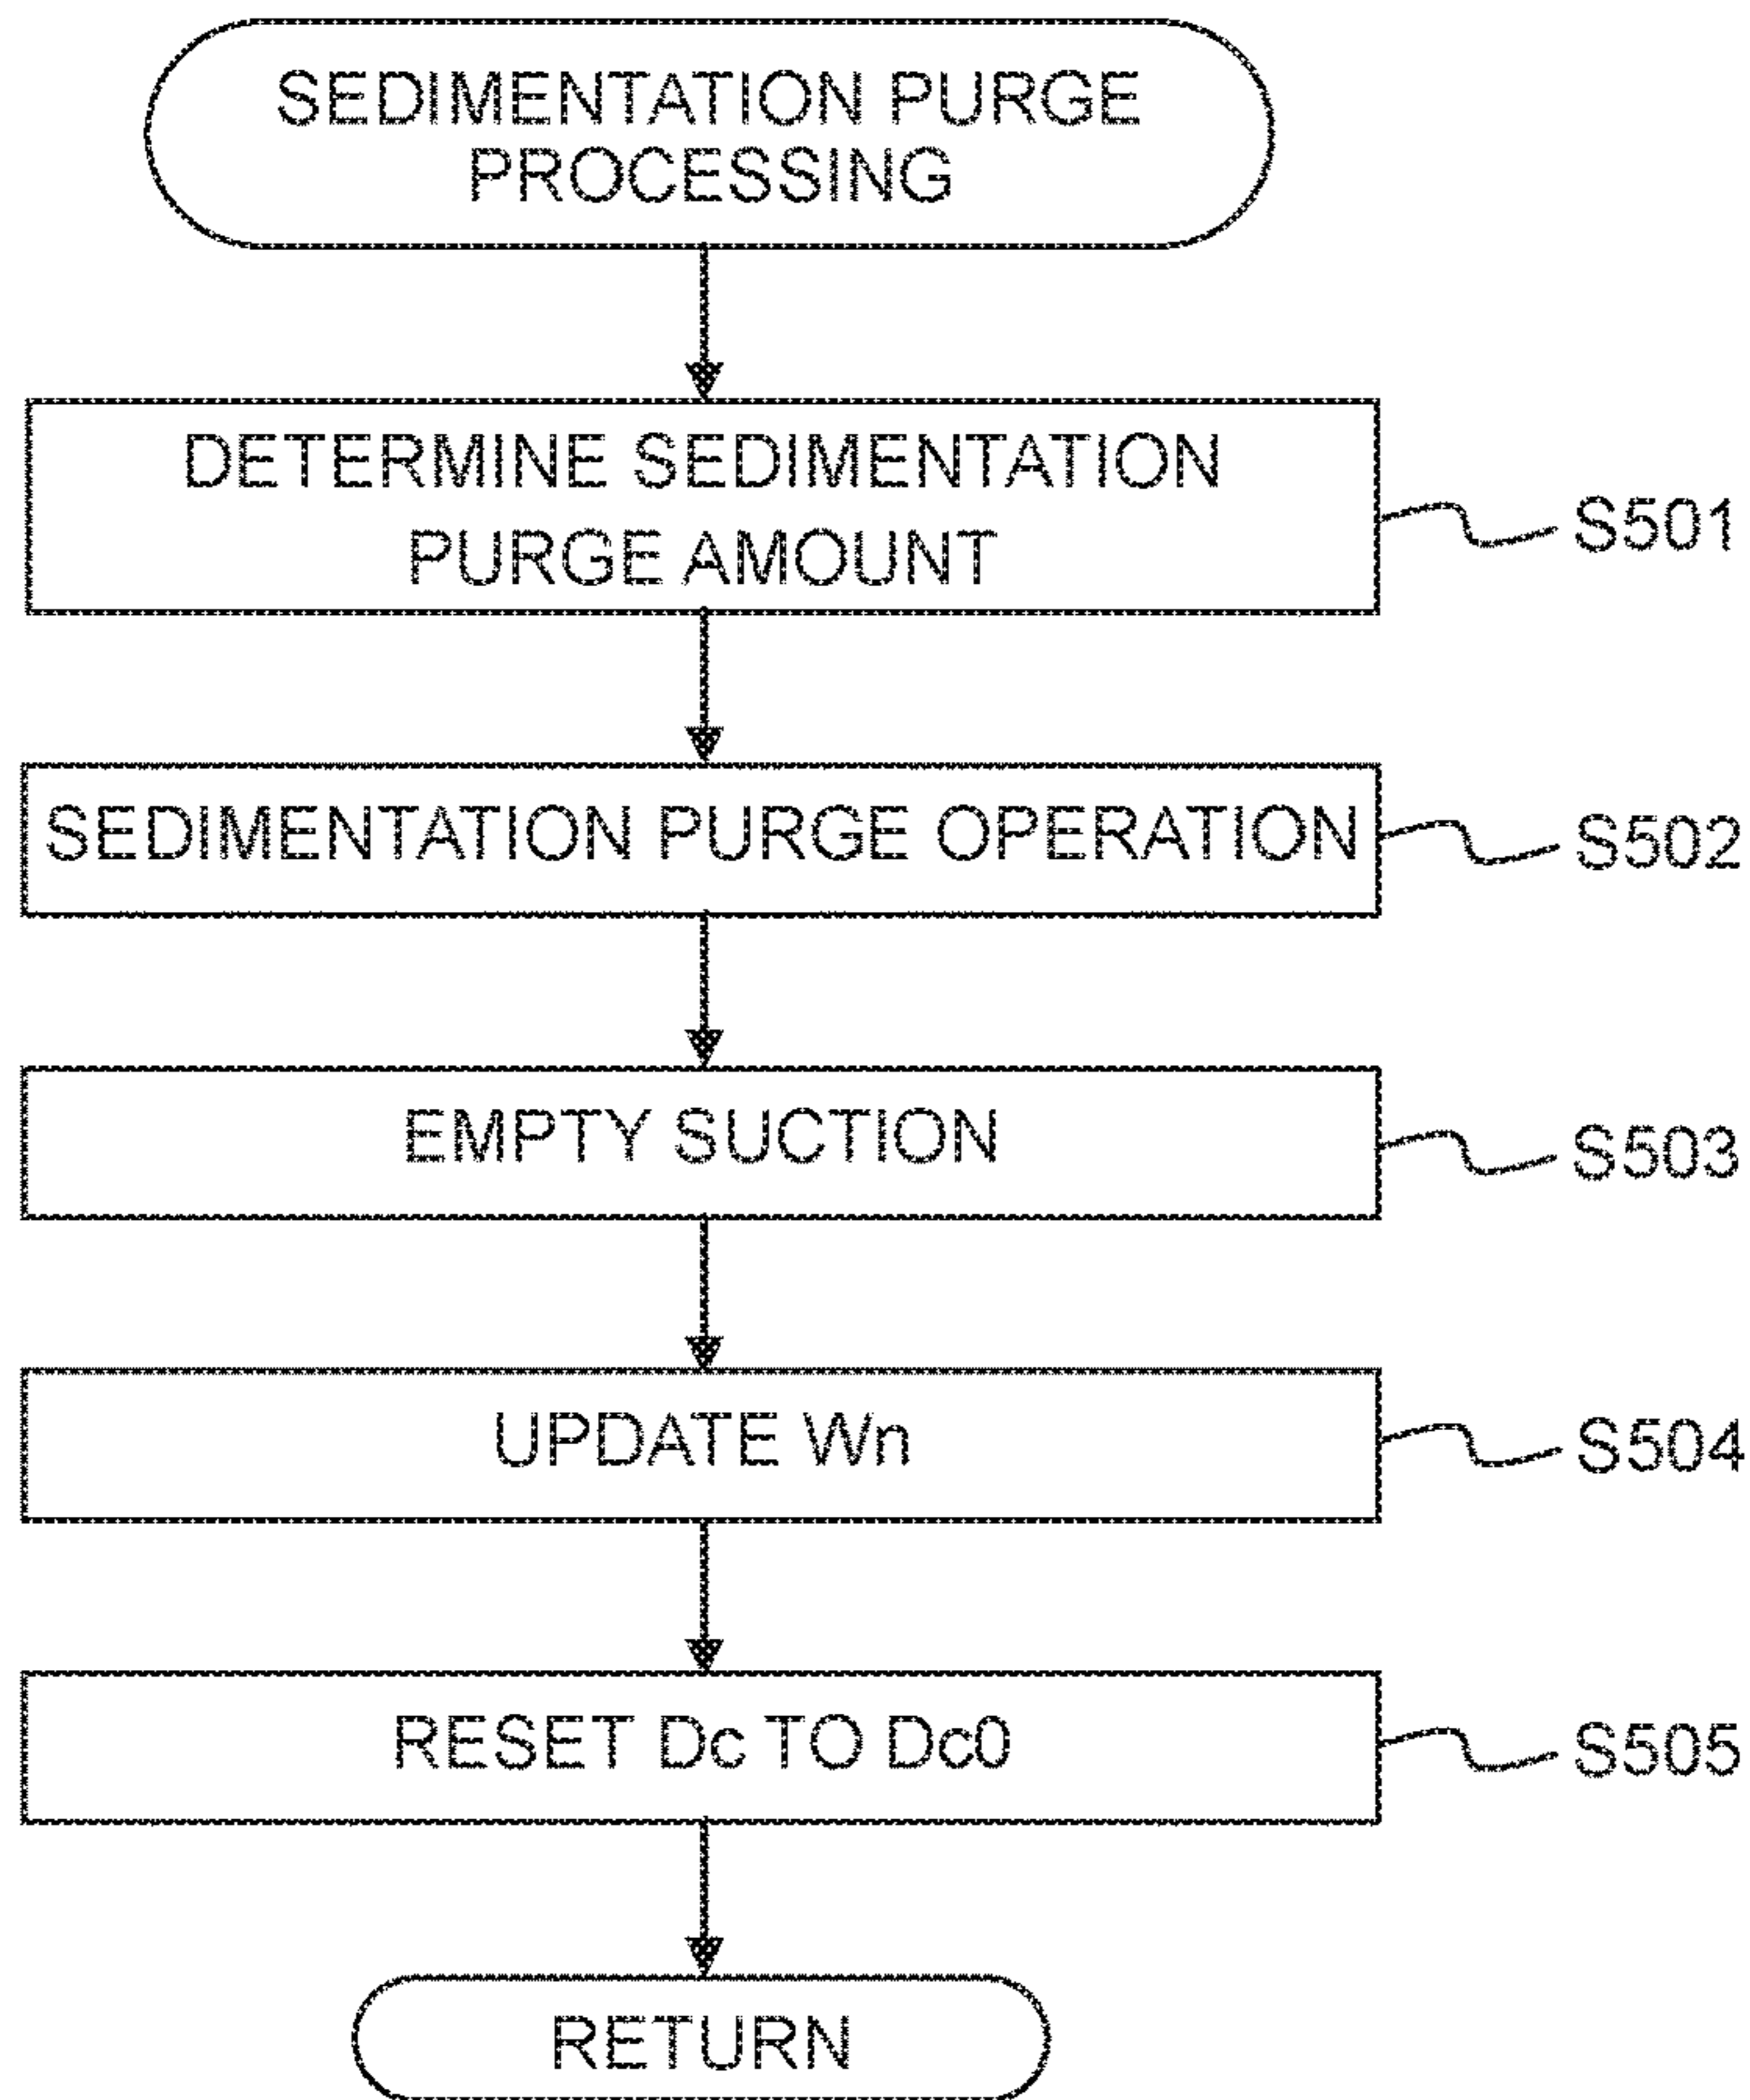 SEDIMENTATION PURGE
PROCESSING
DETERMINE SEDIMENTATION
PURGE AMOUNT
S501
SEDIMENTATION PURGE OPERATION
S502
EMPTY SUCTION
S503
UPDATE Wn
S504
RESET Dc TO Dc0
S505
RETURN